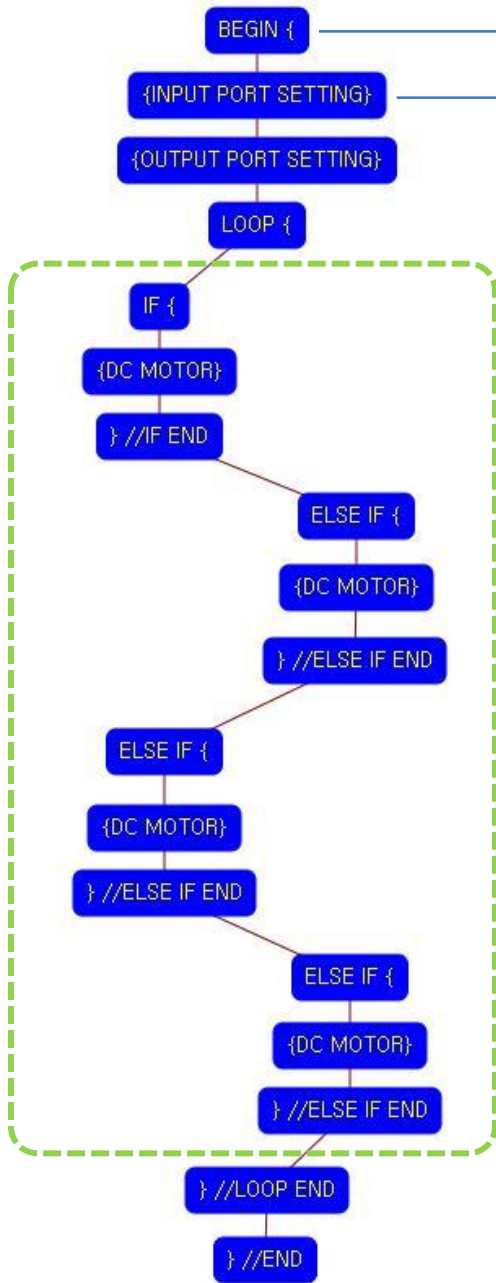 BEGIN {
{INPUT PORT SETTING}
{OUTPUT PORT SETTING}
LOOP {
IF {
{DC MOTOR}
} //IF END
ELSE IF {
{DC MOTOR}
} //ELSE IF END
ELSE IF {
{DC MOTOR}
} //ELSE IF END
ELSE IF {
{DC MOTOR}
} //ELSE IF END
} //LOOP END
} //END